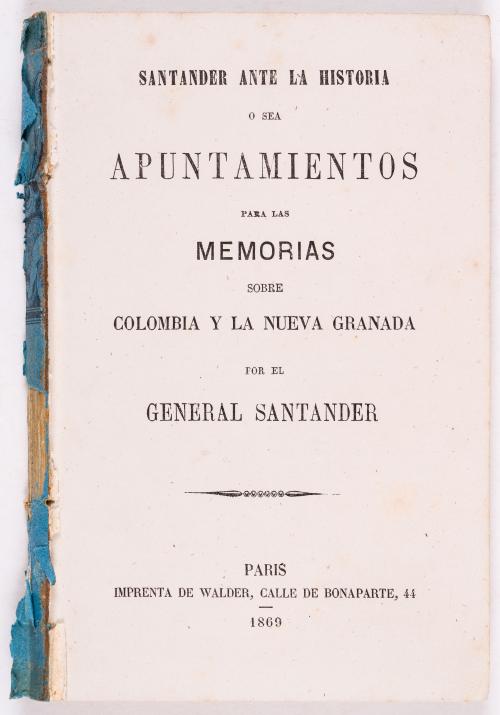 SANTANDER ANTE LA HISTORIA
O SEA
APUNTAMIENTOS
PARA LAS
MEMORIAS
SOBRE
COLOMBIA Y LA NUEVA GRANADA
POR EL
GENERAL SANTANDER
PARIS
IMPRENTA DE WALDER, CALLE DE BONAPARTE, 44
1869